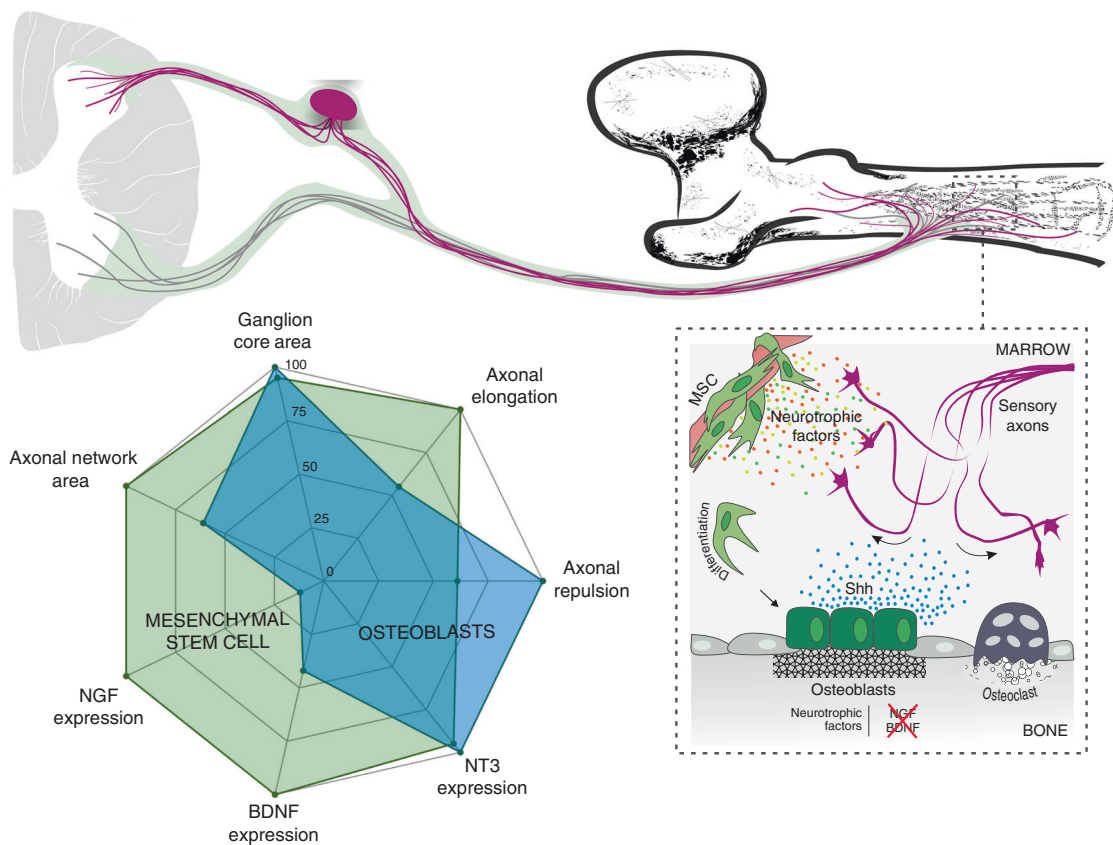 Ganglion
core area
100
75
50
25
0
Axonal
elongation
Axonal
repulsion
NT3
expression
BDNF
expression
NGF
expression
Axonal network
area
MESENCHYMAL
STEM CELL
OSTEOBLASTS
MARROW
MSC
Neurotrophic
factors
Sensory
axons
Differentiation
Shh
Osteoblasts
Osteoclast
Neurotrophic
factors
NGF
BDNF
BONE